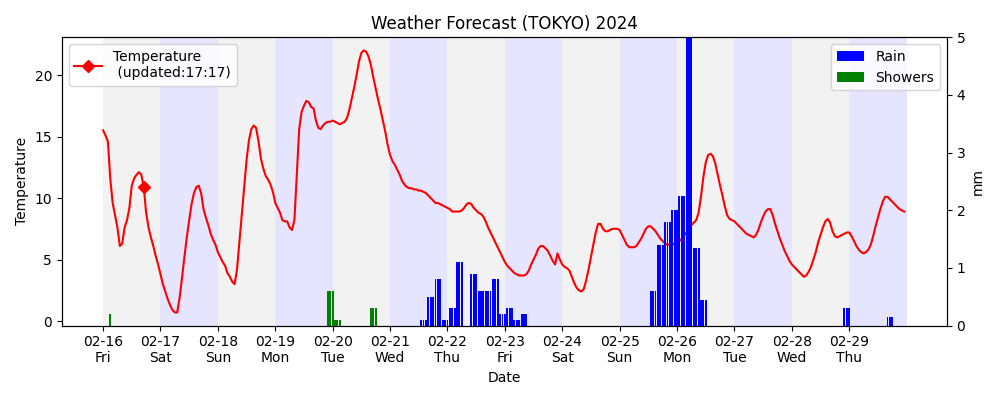 Weather Forecast (TOKYO) 2024
Temperature
(updated:17:17)
Rain
Showers
Temperature
20
15
10
5
0
5
4
3
2
1
0
mm
02-16 02-17 02-18 02-19 02-20 02-21 02-22 02-23 02-24 02-25 02-26 02-27 02-28 02-29
Fri Sat Sun Mon Tue Wed Thu Fri Sat Sun Mon Tue Wed Thu
Date